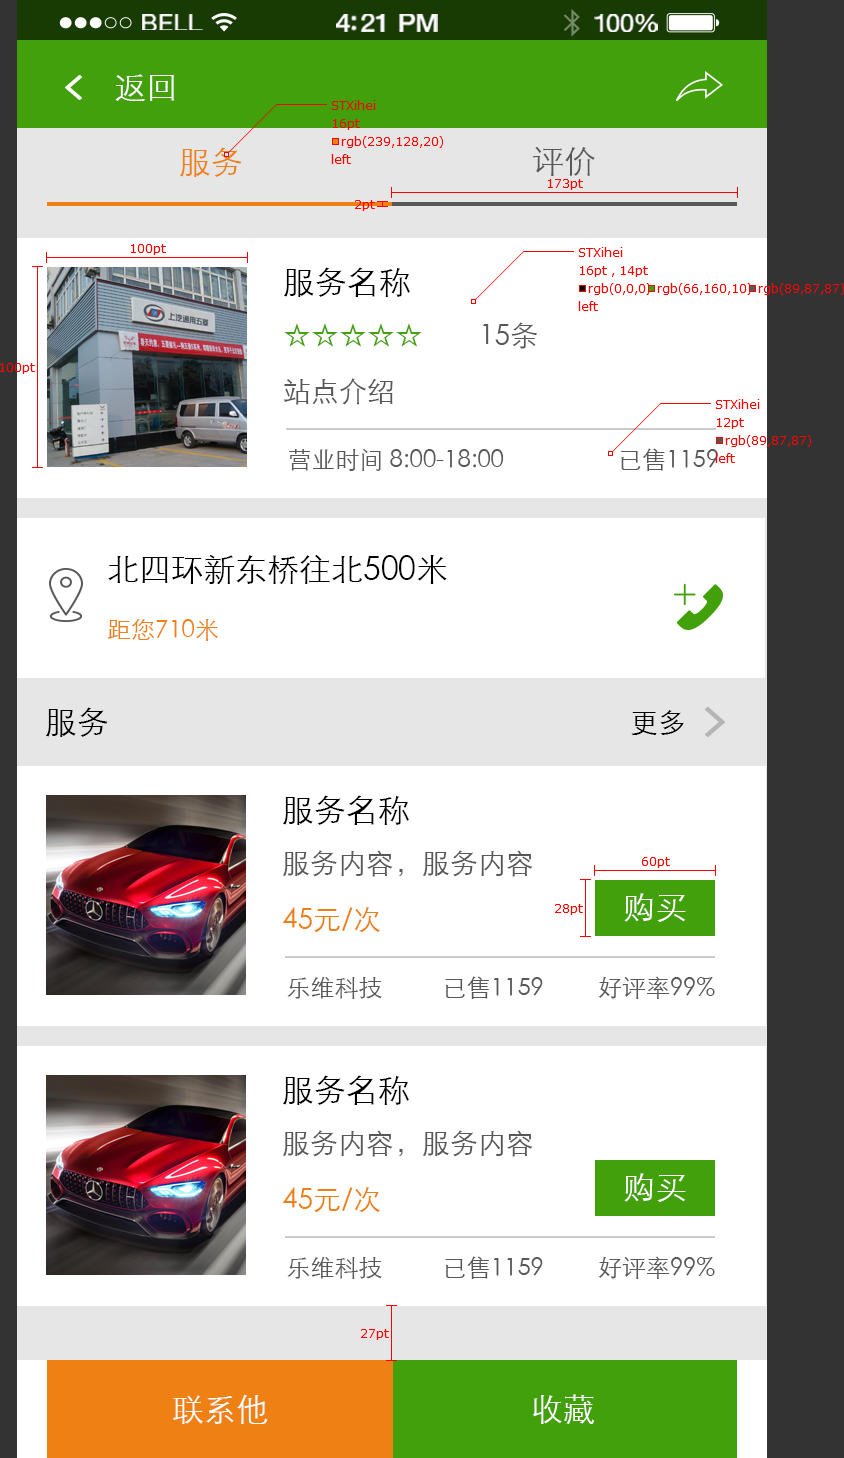 ●●●○○ BELL 4:21 PM 100%
返回
STXihei
16pt
rgb(239,128,20)
left
服务 评价
173pt
2pt
100pt
100pt
上汽通用五菱
服务名称
STXihei
16pt , 14pt
rgb(0,0,0) rgb(66,160,10) rgb(89,87,87)
left
☆☆☆☆☆ 15条
站点介绍
STXihei
12pt
rgb(89,87,87)
left
营业时间 8:00-18:00 已售1159
北四环新东桥往北500米
距您710米
服务 更多
服务名称
服务内容，服务内容
60pt
28pt
45元/次 购买
乐维科技 已售1159 好评率99%
服务名称
服务内容，服务内容
45元/次 购买
乐维科技 已售1159 好评率99%
27pt
联系他 收藏